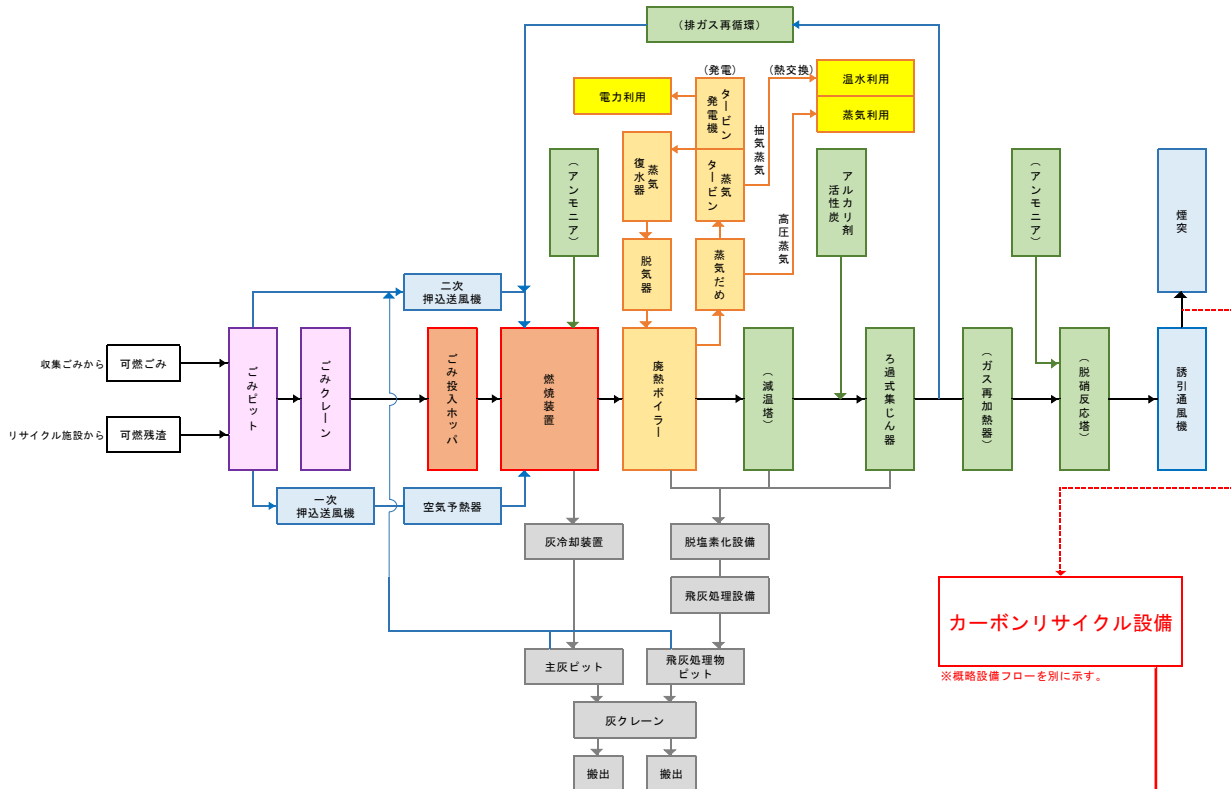 （排ガス再循環）
（発電）
（熱交換）
電力利用
タービン
発電機
温水利用
蒸気利用
抽気蒸気
（アンモニア）
蒸気
復水器
蒸気
タービン
アルカリ剤
活性炭
（アンモニア）
煙突
高圧蒸気
脱気器
蒸気だめ
二次
押込送風機
収集ごみから
可燃ごみ
リサイクル施設から
可燃残渣
ごみピット
ごみクレーン
ごみ投入ホッパ
燃焼装置
廃熱ボイラー
（減温塔）
ろ過式集じん器
（ガス再加熱器）
（脱硝反応塔）
誘引通風機
一次
押込送風機
空気予熱器
灰冷却装置
脱塩素化設備
飛灰処理設備
カーボンリサイクル設備
※概略設備フローを別に示す。
主灰ピット
飛灰処理物
ピット
灰クレーン
搬出
搬出